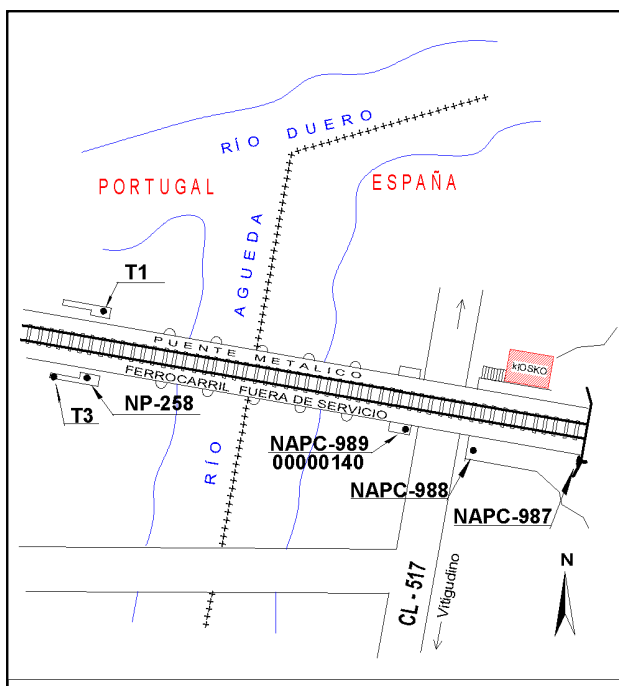 RÍO DUERO
PORTUGAL
ESPAÑA
AGUEDA
T1
PUENTE METALICO
kIOSKO
FERROCARRIL FUERA DE SERVICIO
NP-258
T3
RÍO
NAPC-989
00000140
NAPC-988
NAPC-987
CL - 517
Vitigudino
N